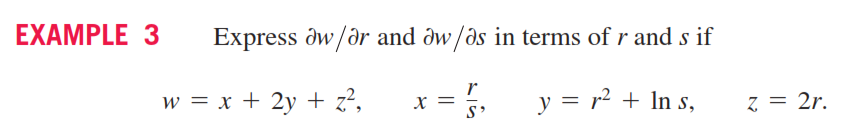 EXAMPLE 3 Express ∂w/∂r and ∂w/∂s in terms of r and s if
w = x + 2y + z², x = r/s, y = r² + ln s, z = 2r.